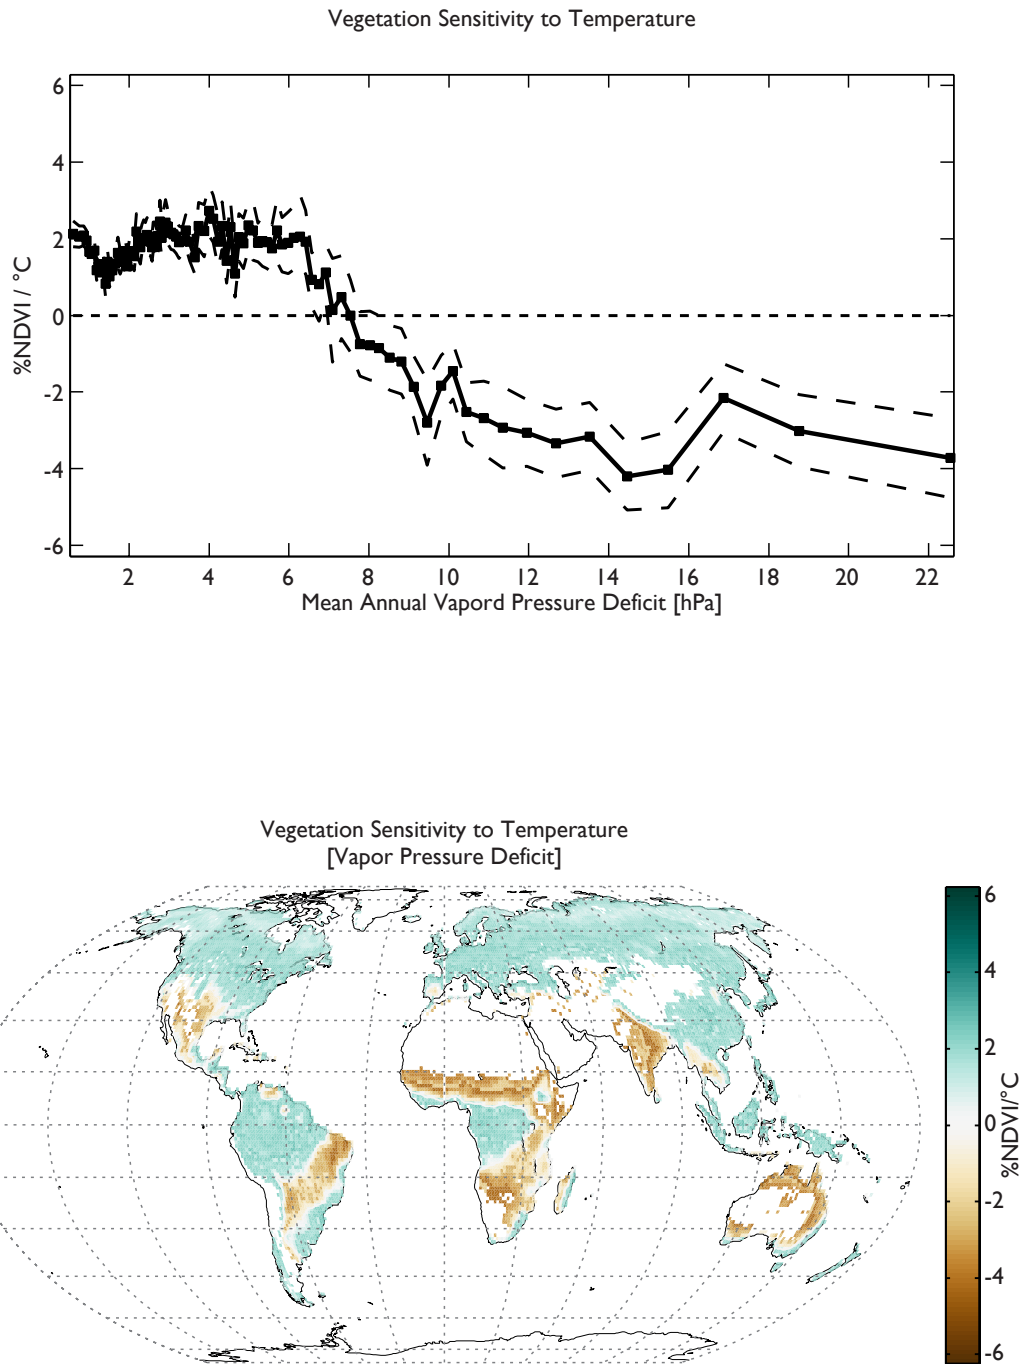 Vegetation Sensitivity to Temperature
6
4
2
0
-2
-4
-6
%NDVI / °C
2 4 6 8 10 12 14 16 18 20 22
Mean Annual Vapord Pressure Deficit [hPa]
Vegetation Sensitivity to Temperature
[Vapor Pressure Deficit]
6
4
2
0
-2
-4
-6
%NDVI/°C